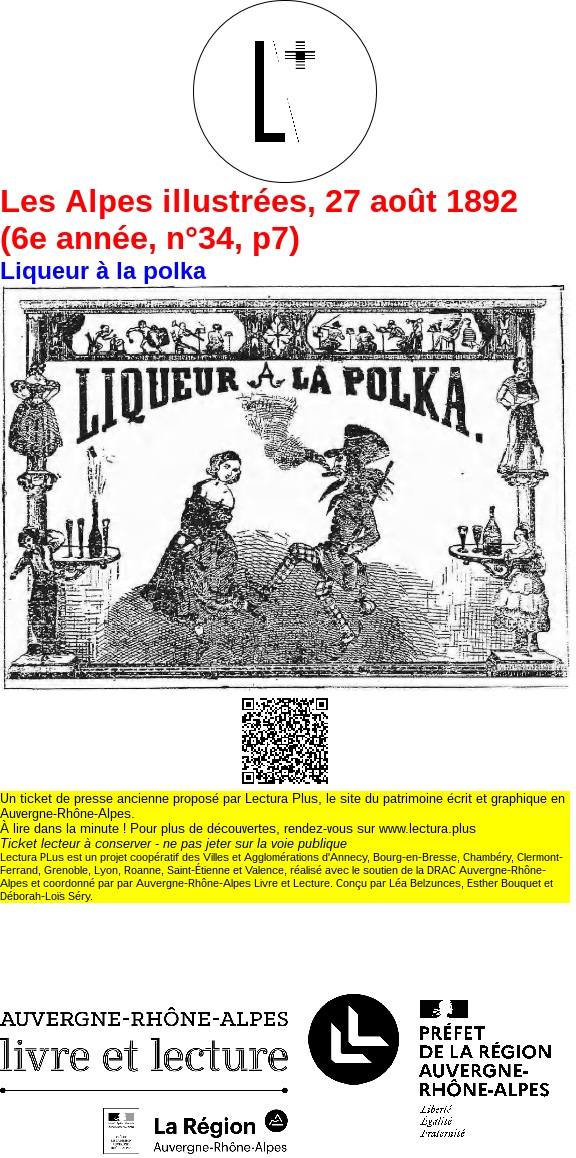 L+
Les Alpes illustrées, 27 août 1892
(6e année, n°34, p7)
Liqueur à la polka
LIQUEUR A LA POLKA.
Un ticket de presse ancienne proposé par Lectura Plus, le site du patrimoine écrit et graphique en
Auvergne-Rhône-Alpes.
À lire dans la minute ! Pour plus de découvertes, rendez-vous sur www.lectura.plus
Ticket lecteur à conserver - ne pas jeter sur la voie publique
Lectura PLus est un projet coopératif des Villes et Agglomérations d'Annecy, Bourg-en-Bresse, Chambéry, Clermont-
Ferrand, Grenoble, Lyon, Roanne, Saint-Étienne et Valence, réalisé avec le soutien de la DRAC Auvergne-Rhône-
Alpes et coordonné par par Auvergne-Rhône-Alpes Livre et Lecture. Conçu par Léa Belzunces, Esther Bouquet et
Déborah-Loïs Séry.
AUVERGNE-RHÔNE-ALPES
livre et lecture
PRÉFET
DE LA RÉGION
AUVERGNE-
RHÔNE-ALPES
Liberté
Égalité
Fraternité
La Région
Auvergne-Rhône-Alpes